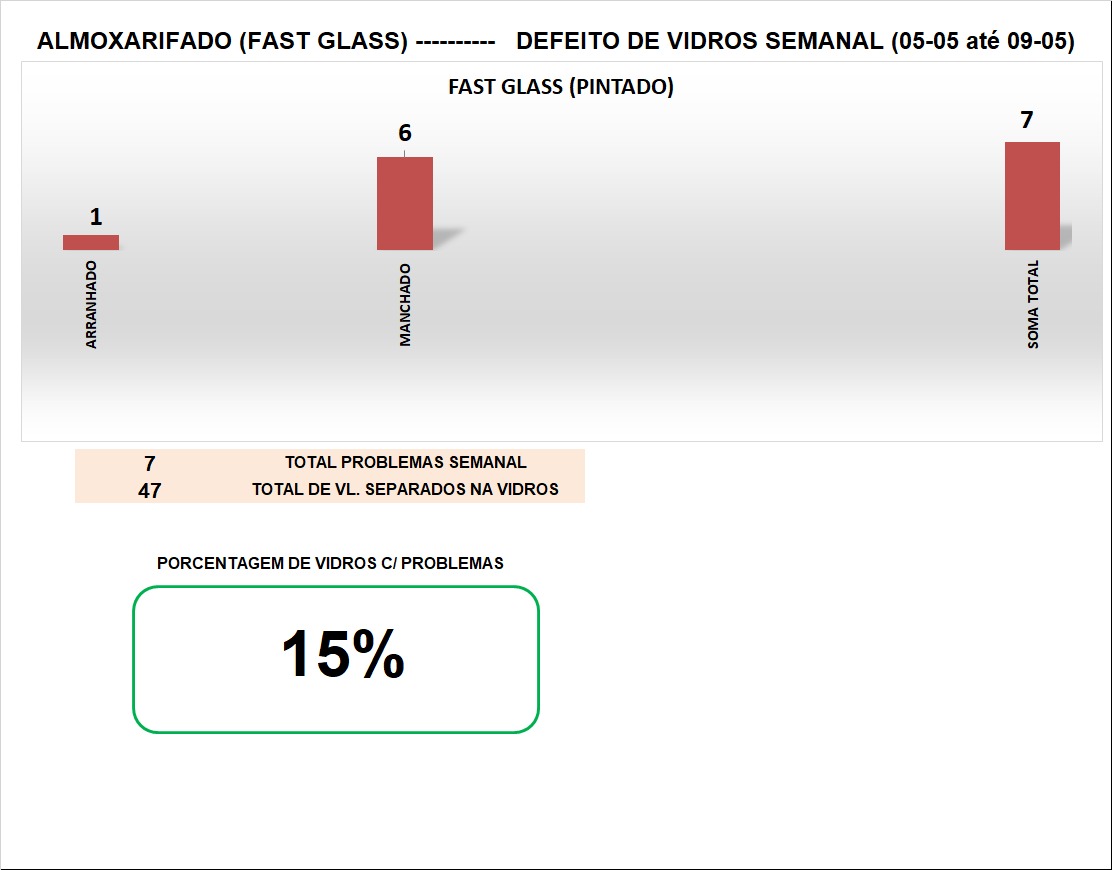 ALMOXARIFADO (FAST GLASS) ---------- DEFEITO DE VIDROS SEMANAL (05-05 até 09-05)
FAST GLASS (PINTADO)
1
6
7
ARRANHADO
MANCHADO
SOMA TOTAL
7 TOTAL PROBLEMAS SEMANAL
47 TOTAL DE VL. SEPARADOS NA VIDROS
PORCENTAGEM DE VIDROS C/ PROBLEMAS
15%